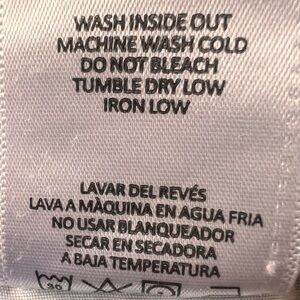 WASH INSIDE OUT
MACHINE WASH COLD
DO NOT BLEACH
TUMBLE DRY LOW
IRON LOW
LAVAR DEL REVÉS
LAVA A MÀQUINA EN AGUA FRIA
NO USAR BLANQUEADOR
SECAR EN SECADORA
A BAJA TEMPERATURA
30